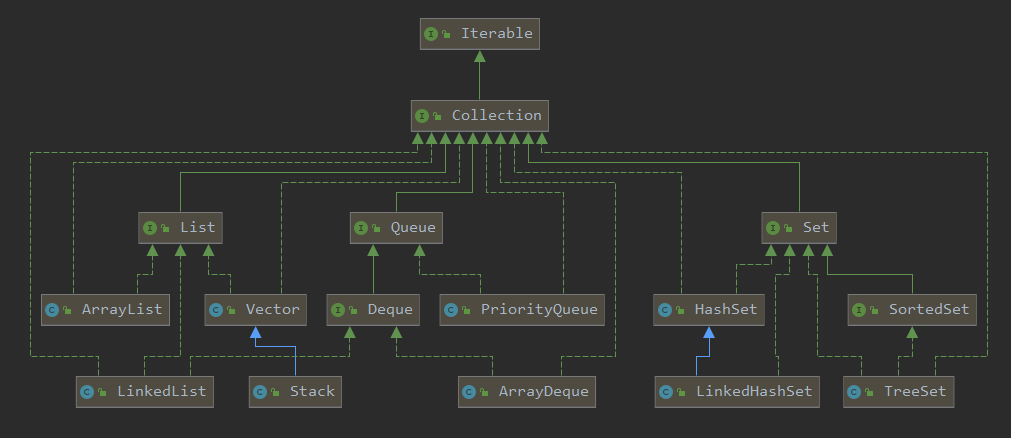 I Iterable
I Collection
I List
I Queue
I Set
C ArrayList
C Vector
I Deque
C PriorityQueue
C HashSet
I SortedSet
C LinkedList
C Stack
C ArrayDeque
C LinkedHashSet
C TreeSet